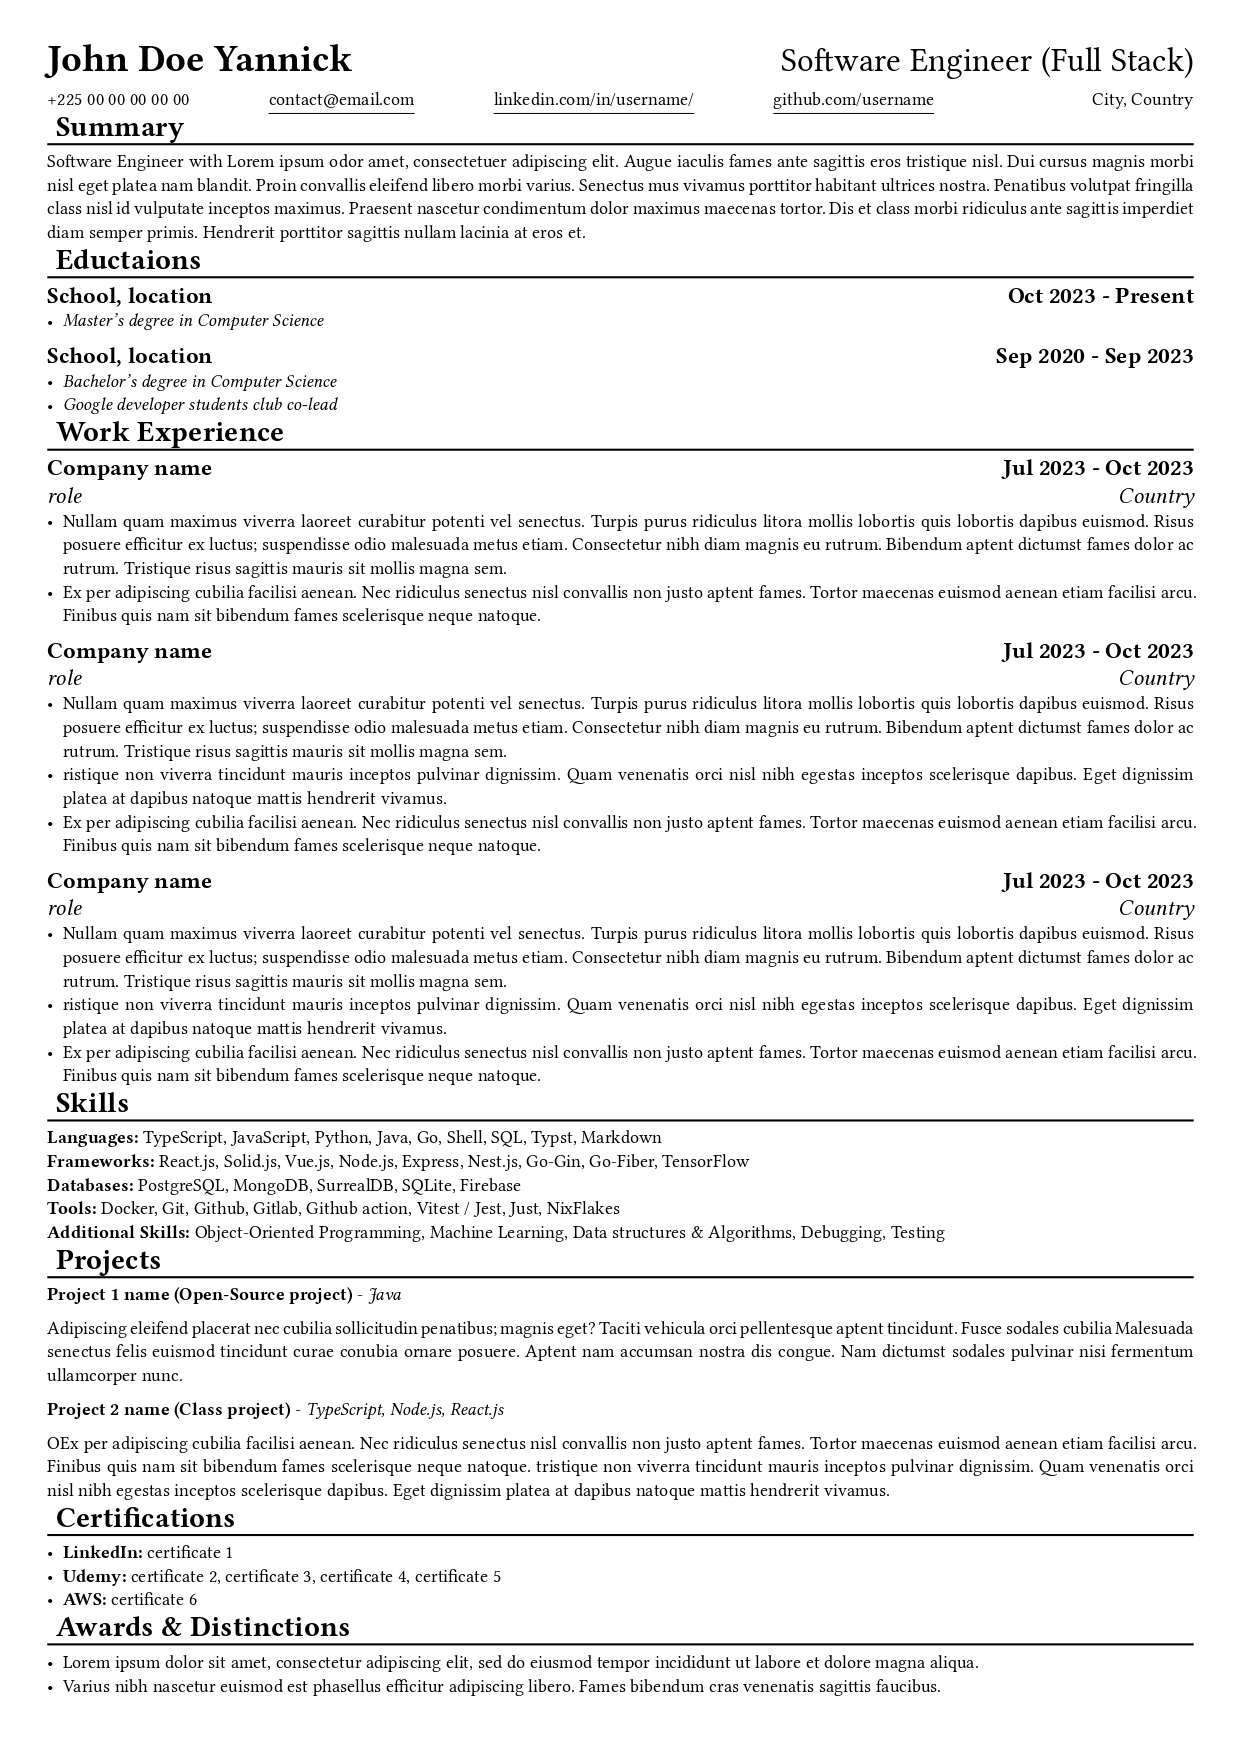 John Doe Yannick Software Engineer (Full Stack)
+225 00 00 00 00 00 contact@email.com linkedin.com/in/username/ github.com/username City, Country
Summary
Software Engineer with Lorem ipsum odor amet, consectetuer adipiscing elit. Augue iaculis fames ante sagittis eros tristique nisl. Dui cursus magnis morbi
nisl eget platea nam blandit. Proin convallis eleifend libero morbi varius. Senectus mus vivamus porttitor habitant ultrices nostra. Penatibus volutpat fringilla
class nisl id vulputate inceptos maximus. Praesent nascetur condimentum dolor maximus maecenas tortor. Dis et class morbi ridiculus ante sagittis imperdiet
diam semper primis. Hendrerit porttitor sagittis nullam lacinia at eros et.
Eductaions
School, location Oct 2023 - Present
• Master's degree in Computer Science
School, location Sep 2020 - Sep 2023
• Bachelor's degree in Computer Science
• Google developer students club co-lead
Work Experience
Company name Jul 2023 - Oct 2023
role Country
• Nullam quam maximus viverra laoreet curabitur potenti vel senectus. Turpis purus ridiculus litora mollis lobortis quis lobortis dapibus euismod. Risus
posuere efficitur ex luctus; suspendisse odio malesuada metus etiam. Consectetur nibh diam magnis eu rutrum. Bibendum aptent dictumst fames dolor ac
rutrum. Tristique risus sagittis mauris sit mollis magna sem.
• Ex per adipiscing cubilia facilisi aenean. Nec ridiculus senectus nisl convallis non justo aptent fames. Tortor maecenas euismod aenean etiam facilisi arcu.
Finibus quis nam sit bibendum fames scelerisque neque natoque.
Company name Jul 2023 - Oct 2023
role Country
• Nullam quam maximus viverra laoreet curabitur potenti vel senectus. Turpis purus ridiculus litora mollis lobortis quis lobortis dapibus euismod. Risus
posuere efficitur ex luctus; suspendisse odio malesuada metus etiam. Consectetur nibh diam magnis eu rutrum. Bibendum aptent dictumst fames dolor ac
rutrum. Tristique risus sagittis mauris sit mollis magna sem.
• ristique non viverra tincidunt mauris inceptos pulvinar dignissim. Quam venenatis orci nisl nibh egestas inceptos scelerisque dapibus. Eget dignissim
platea at dapibus natoque mattis hendrerit vivamus.
• Ex per adipiscing cubilia facilisi aenean. Nec ridiculus senectus nisl convallis non justo aptent fames. Tortor maecenas euismod aenean etiam facilisi arcu.
Finibus quis nam sit bibendum fames scelerisque neque natoque.
Company name Jul 2023 - Oct 2023
role Country
• Nullam quam maximus viverra laoreet curabitur potenti vel senectus. Turpis purus ridiculus litora mollis lobortis quis lobortis dapibus euismod. Risus
posuere efficitur ex luctus; suspendisse odio malesuada metus etiam. Consectetur nibh diam magnis eu rutrum. Bibendum aptent dictumst fames dolor ac
rutrum. Tristique risus sagittis mauris sit mollis magna sem.
• ristique non viverra tincidunt mauris inceptos pulvinar dignissim. Quam venenatis orci nisl nibh egestas inceptos scelerisque dapibus. Eget dignissim
platea at dapibus natoque mattis hendrerit vivamus.
• Ex per adipiscing cubilia facilisi aenean. Nec ridiculus senectus nisl convallis non justo aptent fames. Tortor maecenas euismod aenean etiam facilisi arcu.
Finibus quis nam sit bibendum fames scelerisque neque natoque.
Skills
Languages: TypeScript, JavaScript, Python, Java, Go, Shell, SQL, Typst, Markdown
Frameworks: React.js, Solid.js, Vue.js, Node.js, Express, Nest.js, Go-Gin, Go-Fiber, TensorFlow
Databases: PostgreSQL, MongoDB, SurrealDB, SQLite, Firebase
Tools: Docker, Git, Github, Gitlab, Github action, Vitest / Jest, Just, NixFlakes
Additional Skills: Object-Oriented Programming, Machine Learning, Data structures & Algorithms, Debugging, Testing
Projects
Project 1 name (Open-Source project) - Java
Adipiscing eleifend placerat nec cubilia sollicitudin penatibus; magnis eget? Taciti vehicula orci pellentesque aptent tincidunt. Fusce sodales cubilia Malesuada
senectus felis euismod tincidunt curae conubia ornare posuere. Aptent nam accumsan nostra dis congue. Nam dictumst sodales pulvinar nisi fermentum
ullamcorper nunc.
Project 2 name (Class project) - TypeScript, Node.js, React.js
OEx per adipiscing cubilia facilisi aenean. Nec ridiculus senectus nisl convallis non justo aptent fames. Tortor maecenas euismod aenean etiam facilisi arcu.
Finibus quis nam sit bibendum fames scelerisque neque natoque. tristique non viverra tincidunt mauris inceptos pulvinar dignissim. Quam venenatis orci
nisl nibh egestas inceptos scelerisque dapibus. Eget dignissim platea at dapibus natoque mattis hendrerit vivamus.
Certifications
• LinkedIn: certificate 1
• Udemy: certificate 2, certificate 3, certificate 4, certificate 5
• AWS: certificate 6
Awards & Distinctions
• Lorem ipsum dolor sit amet, consectetur adipiscing elit, sed do eiusmod tempor incididunt ut labore et dolore magna aliqua.
• Varius nibh nascetur euismod est phasellus efficitur adipiscing libero. Fames bibendum cras venenatis sagittis faucibus.